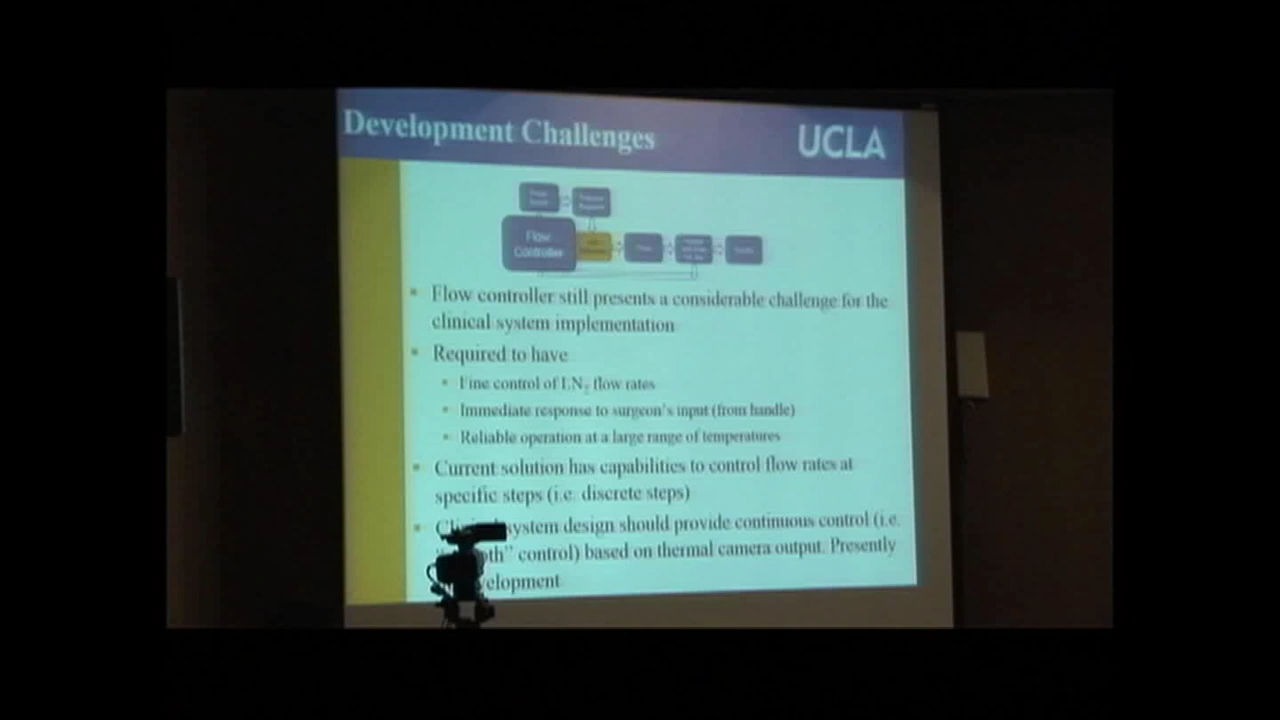 Development Challenges
UCLA
Flow
Controller
Flow controller still presents a considerable challenge for the
clinical system implementation
Required to have
Fine control of LN₂ flow rates
Immediate response to surgeon's input (from handle)
Reliable operation at a large range of temperatures
Current solution has capabilities to control flow rates at
specific steps (i.e. discrete steps)
system design should provide continuous control (i.e.
control) based on thermal camera output. Presently